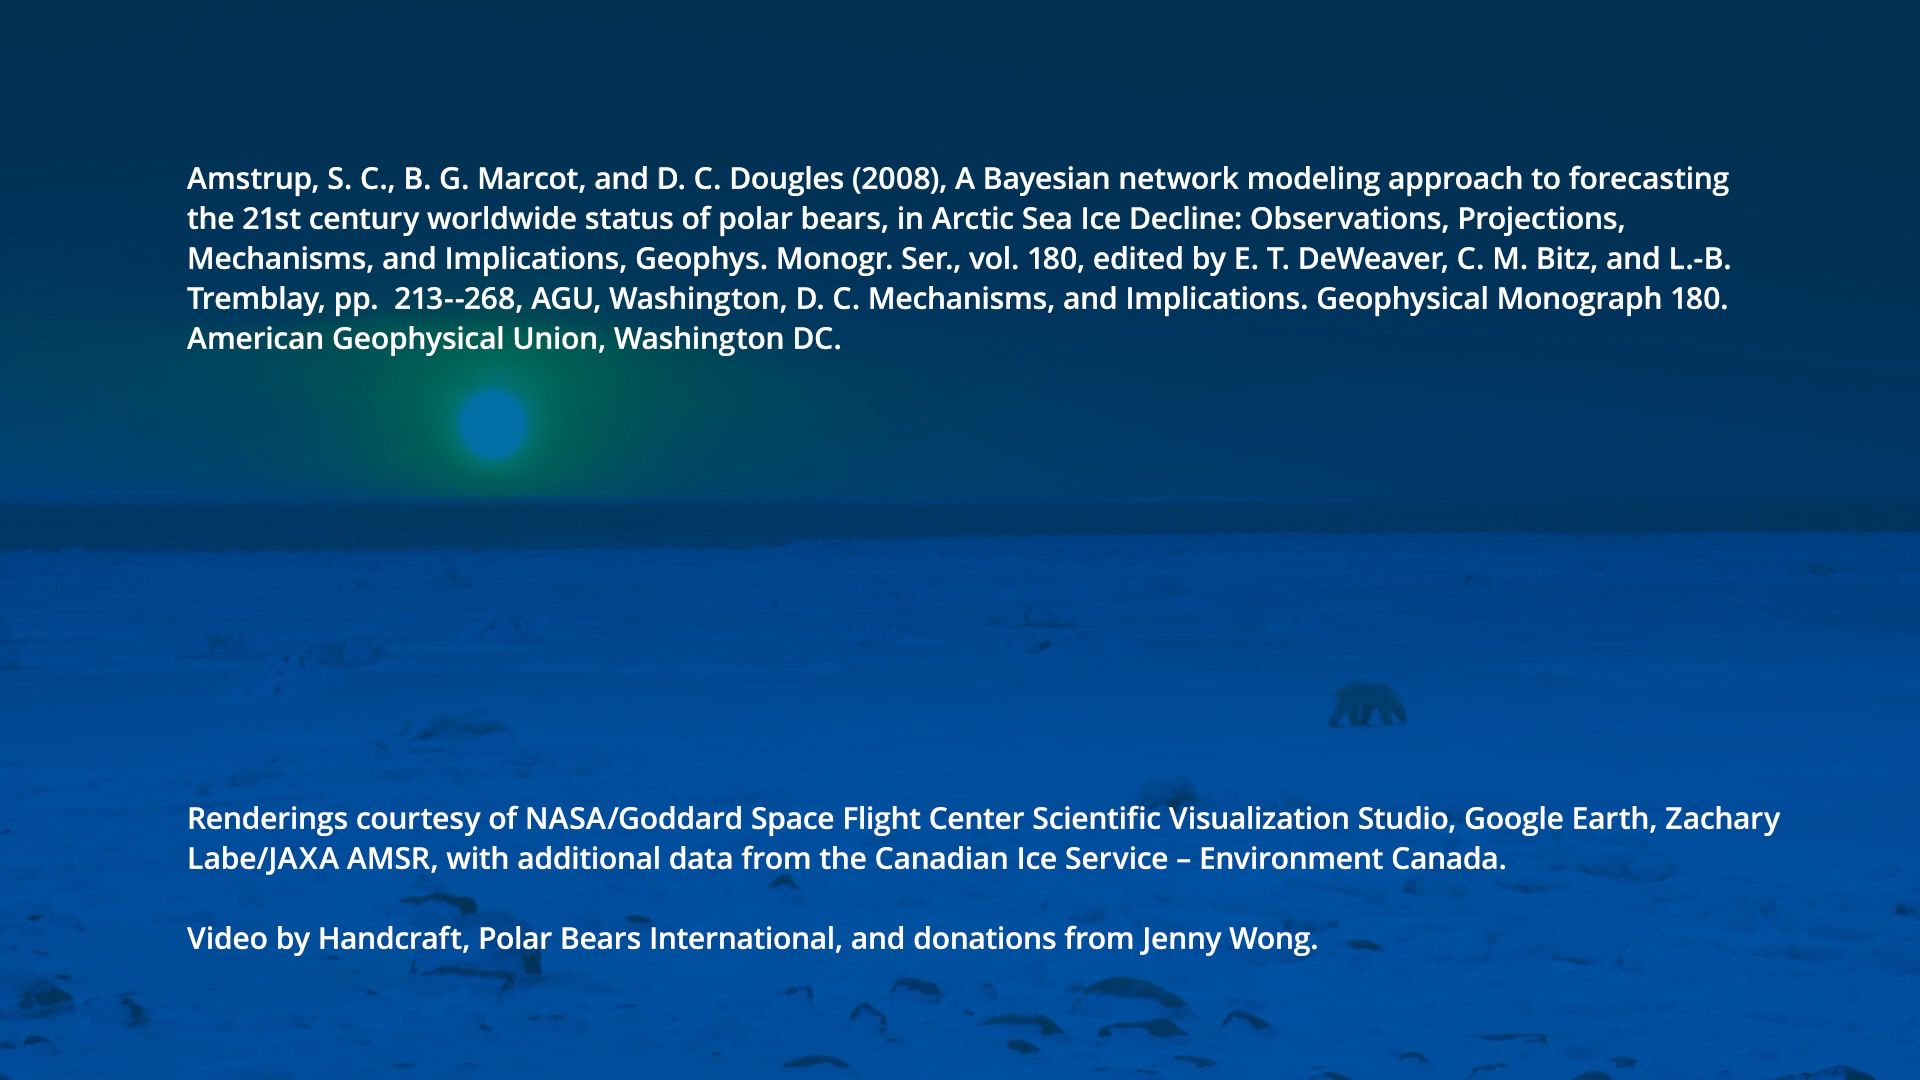 Amstrup, S. C., B. G. Marcot, and D. C. Dougles (2008), A Bayesian network modeling approach to forecasting
the 21st century worldwide status of polar bears, in Arctic Sea Ice Decline: Observations, Projections,
Mechanisms, and Implications, Geophys. Monogr. Ser., vol. 180, edited by E. T. DeWeaver, C. M. Bitz, and L.-B.
Tremblay, pp.  213--268, AGU, Washington, D. C. Mechanisms, and Implications. Geophysical Monograph 180.
American Geophysical Union, Washington DC.
Renderings courtesy of NASA/Goddard Space Flight Center Scientific Visualization Studio, Google Earth, Zachary
Labe/JAXA AMSR, with additional data from the Canadian Ice Service – Environment Canada.
Video by Handcraft, Polar Bears International, and donations from Jenny Wong.